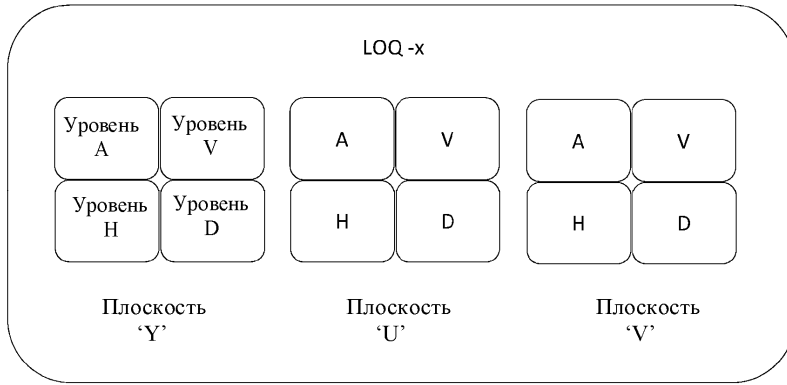 LOQ -x
Уровень
A
Уровень
V
A
V
A
V
Уровень
H
Уровень
D
H
D
H
D
Плоскость
‘Y’
Плоскость
‘U’
Плоскость
‘V’